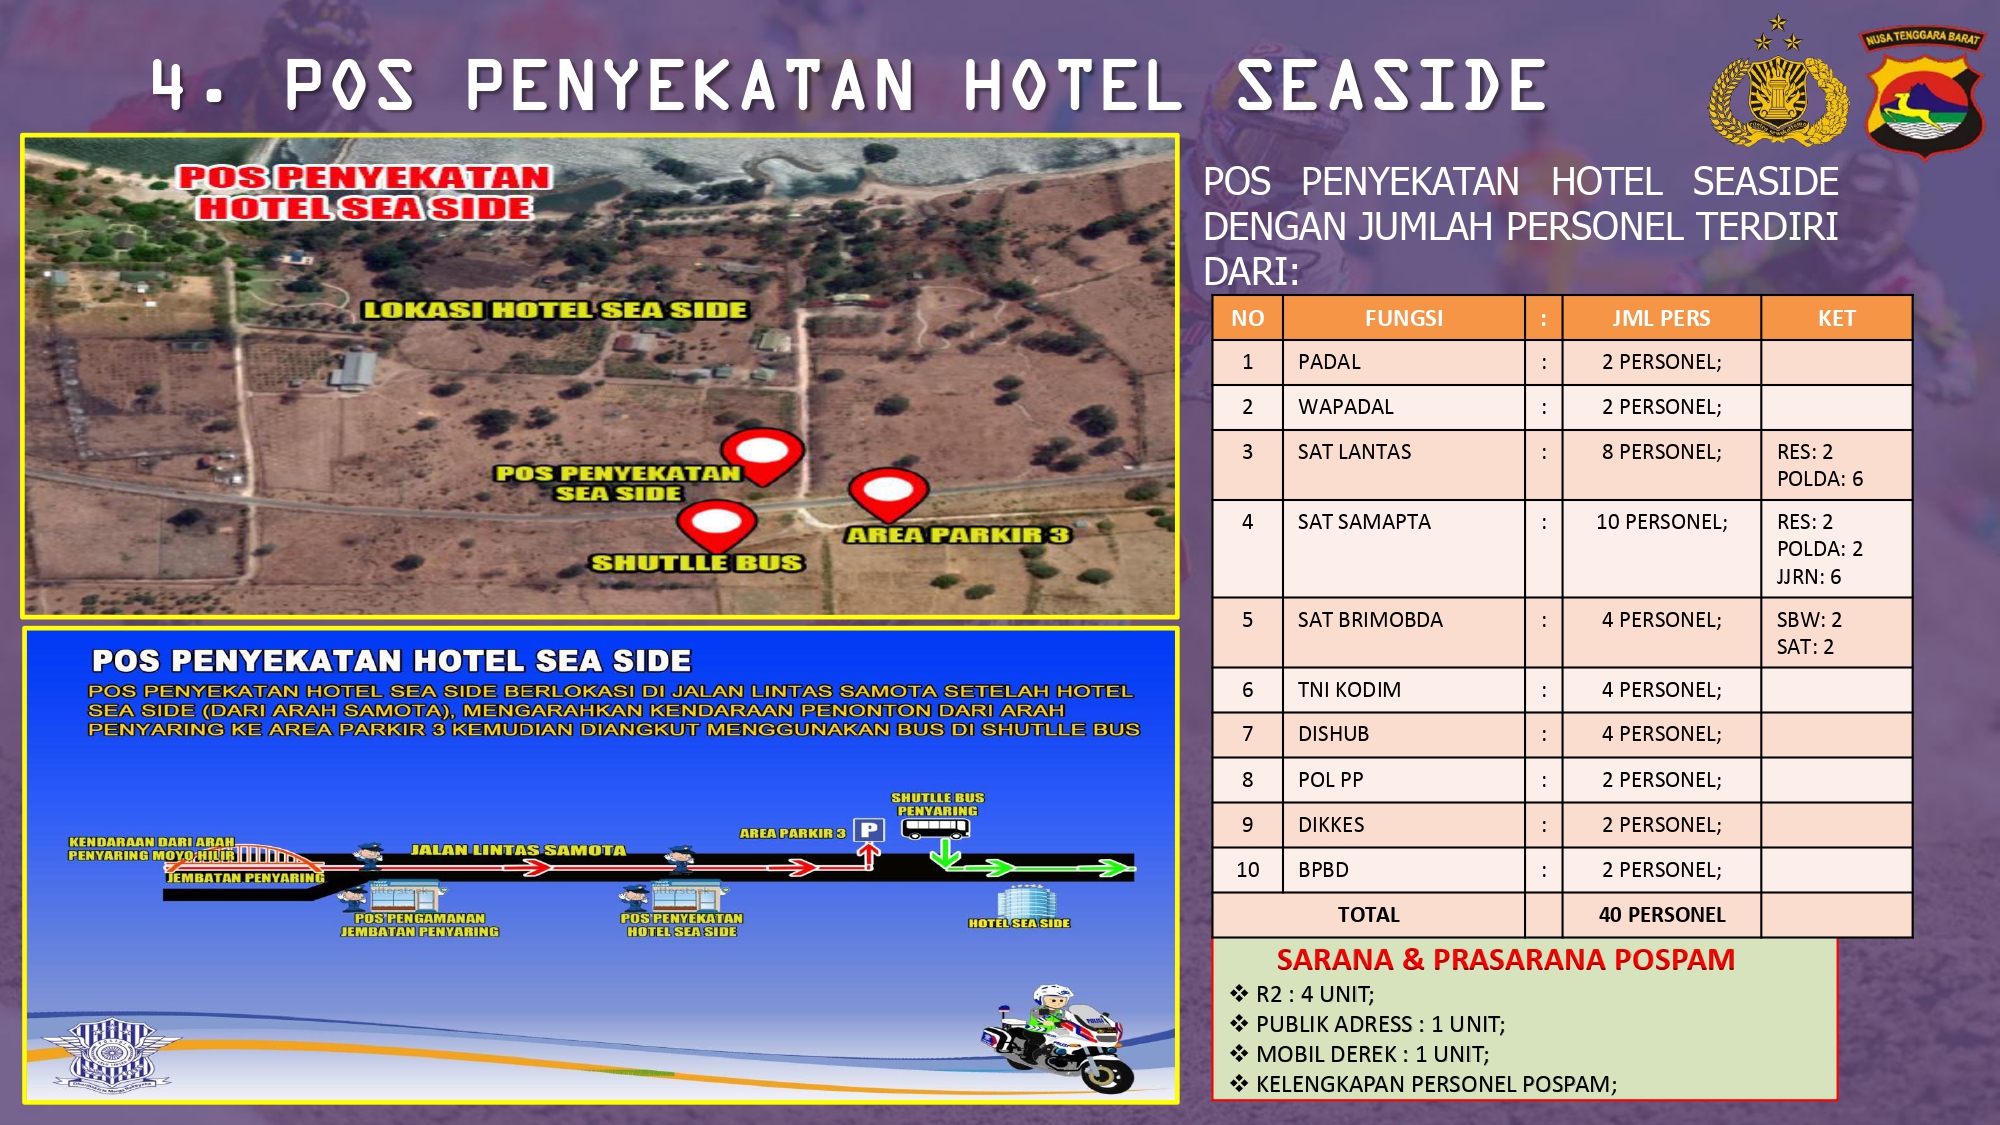 4. POS PENYEKATAN HOTEL SEASIDE
NUSA TENGGARA BARAT
POS PENYEKATAN
HOTEL SEA SIDE
LOKASI HOTEL SEA SIDE
POS PENYEKATAN
SEA SIDE
AREA PARKIR 3
SHUTLLE BUS
POS PENYEKATAN HOTEL SEA SIDE
POS PENYEKATAN HOTEL SEA SIDE BERLOKASI DI JALAN LINTAS SAMOTA SETELAH HOTEL
SEA SIDE (DARI ARAH SAMOTA), MENGARAHKAN KENDARAAN PENONTON DARI ARAH
PENYARING KE AREA PARKIR 3 KEMUDIAN DIANGKUT MENGGUNAKAN BUS DI SHUTLLE BUS
SHUTLLE BUS
PENYARING
AREA PARKIR 3
P
KENDARAAN DARI ARAH
PENYARING MOYO HILIR
JALAN LINTAS SAMOTA
JEMBATAN PENYARING
POS PENGAMANAN
JEMBATAN PENYARING
POS PENYEKATAN
HOTEL SEA SIDE
HOTEL SEA SIDE
POS PENYEKATAN HOTEL SEASIDE
DENGAN JUMLAH PERSONEL TERDIRI
DARI:
NO FUNGSI : JML PERS KET
1 PADAL : 2 PERSONEL;
2 WAPADAL : 2 PERSONEL;
3 SAT LANTAS : 8 PERSONEL; RES: 2
POLDA: 6
4 SAT SAMAPTA : 10 PERSONEL; RES: 2
POLDA: 2
JJRN: 6
5 SAT BRIMOBDA : 4 PERSONEL; SBW: 2
SAT: 2
6 TNI KODIM : 4 PERSONEL;
7 DISHUB : 4 PERSONEL;
8 POL PP : 2 PERSONEL;
9 DIKKES : 2 PERSONEL;
10 BPBD : 2 PERSONEL;
TOTAL 40 PERSONEL
SARANA & PRASARANA POSPAM
❖ R2 : 4 UNIT;
❖ PUBLIK ADRESS : 1 UNIT;
❖ MOBIL DEREK : 1 UNIT;
❖ KELENGKAPAN PERSONEL POSPAM;